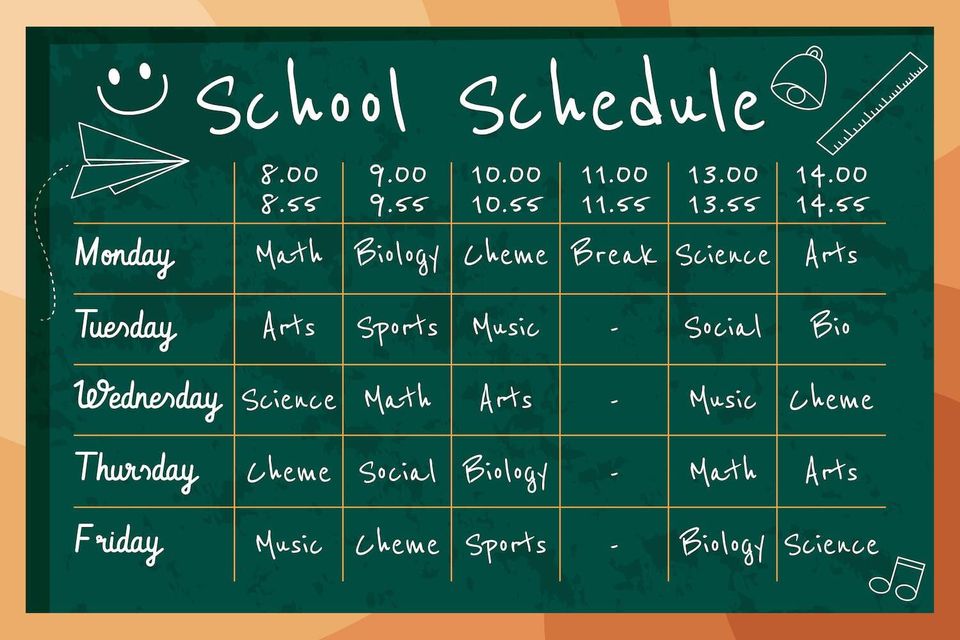 School Schedule
8.00 9.00 10.00 11.00 13.00 14.00
8.55 9.55 10.55 11.55 13.55 14.55
Monday Math Biology Cheme Break Science Arts
Tuesday Arts Sports Music - Social Bio
Wednesday Science Math Arts - Music Cheme
Thursday Cheme Social Biology - Math Arts
Friday Music Cheme Sports - Biology Science